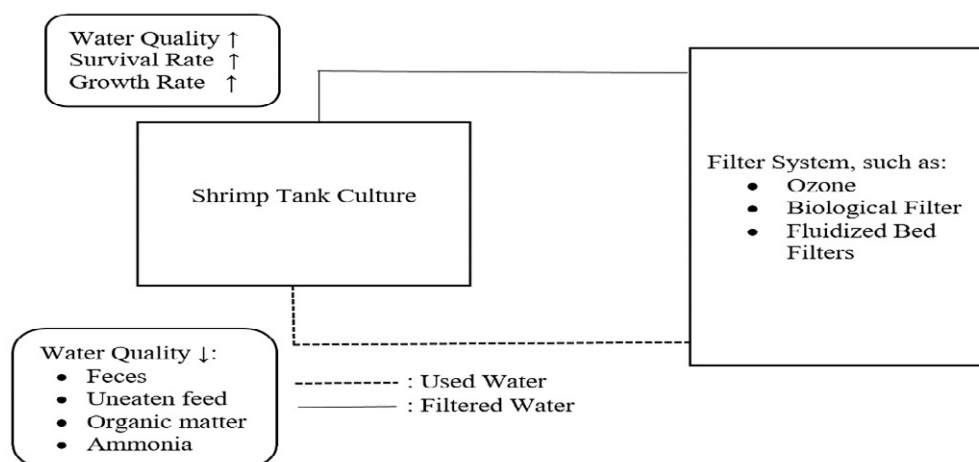 Water Quality ↑
Survival Rate ↑
Growth Rate ↑
Shrimp Tank Culture
Filter System, such as:
● Ozone
● Biological Filter
● Fluidized Bed
Filters
Water Quality ↓:
● Feces
● Uneaten feed
● Organic matter
● Ammonia
: Used Water
: Filtered Water